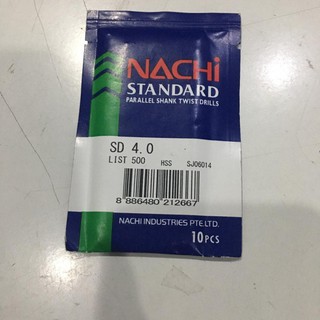 NACHi
STANDARD
PARALLEL SHANK TWIST DRILLS
SD 4.0
LIST 500 HSS SJ06014
8 886480 212667
NACHI INDUSTRIES PTE.LTD.
10PCS